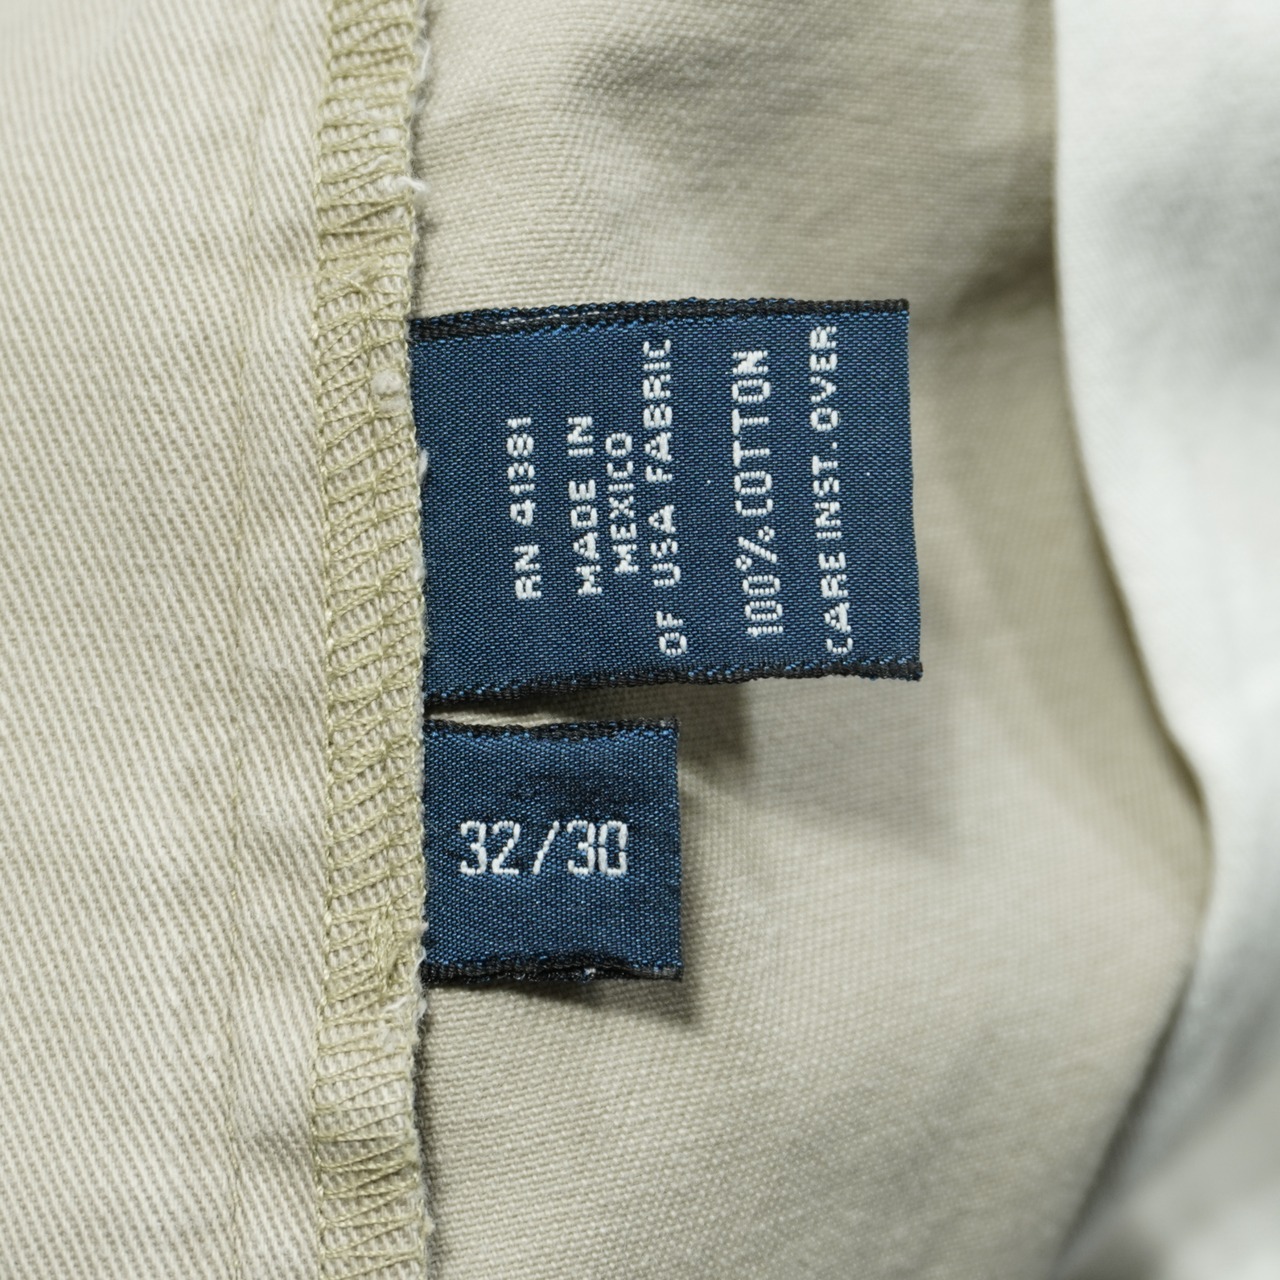 RN 41381
MADE IN
MEXICO
OF USA FABRIC
100% COTTON
CARE INST. OVER
32/30